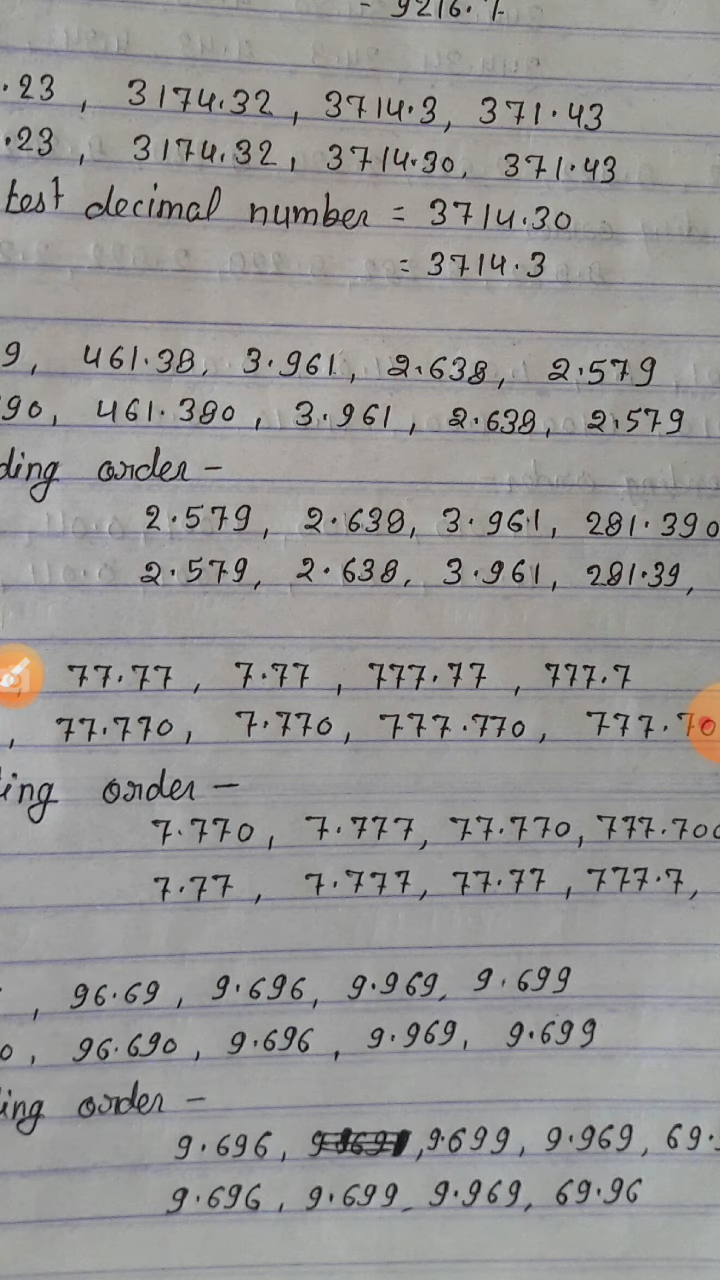 = 9216.7
.23, 3174.32, 3714.3, 371.43
.23, 3174.32, 3714.30, 371.43
test decimal number = 3714.30
= 3714.3
9, 461.38, 3.961, 2.638, 2.579
90, 461.380, 3.961, 2.638, 2.579
ding order -
2.579, 2.638, 3.961, 281.390
2.579, 2.638, 3.961, 281.39,
77.77, 7.77, 777.77, 777.7
, 77.770, 7.770, 777.770, 777.70
ing order -
7.770, 7.777, 77.770, 777.700
7.77, 7.777, 77.77, 777.7,
, 96.69, 9.696, 9.969, 9.699
0, 96.690, 9.696, 9.969, 9.699
ing order -
9.696, 9.699, 9.969, 69.
9.696, 9.699, 9.969, 69.96